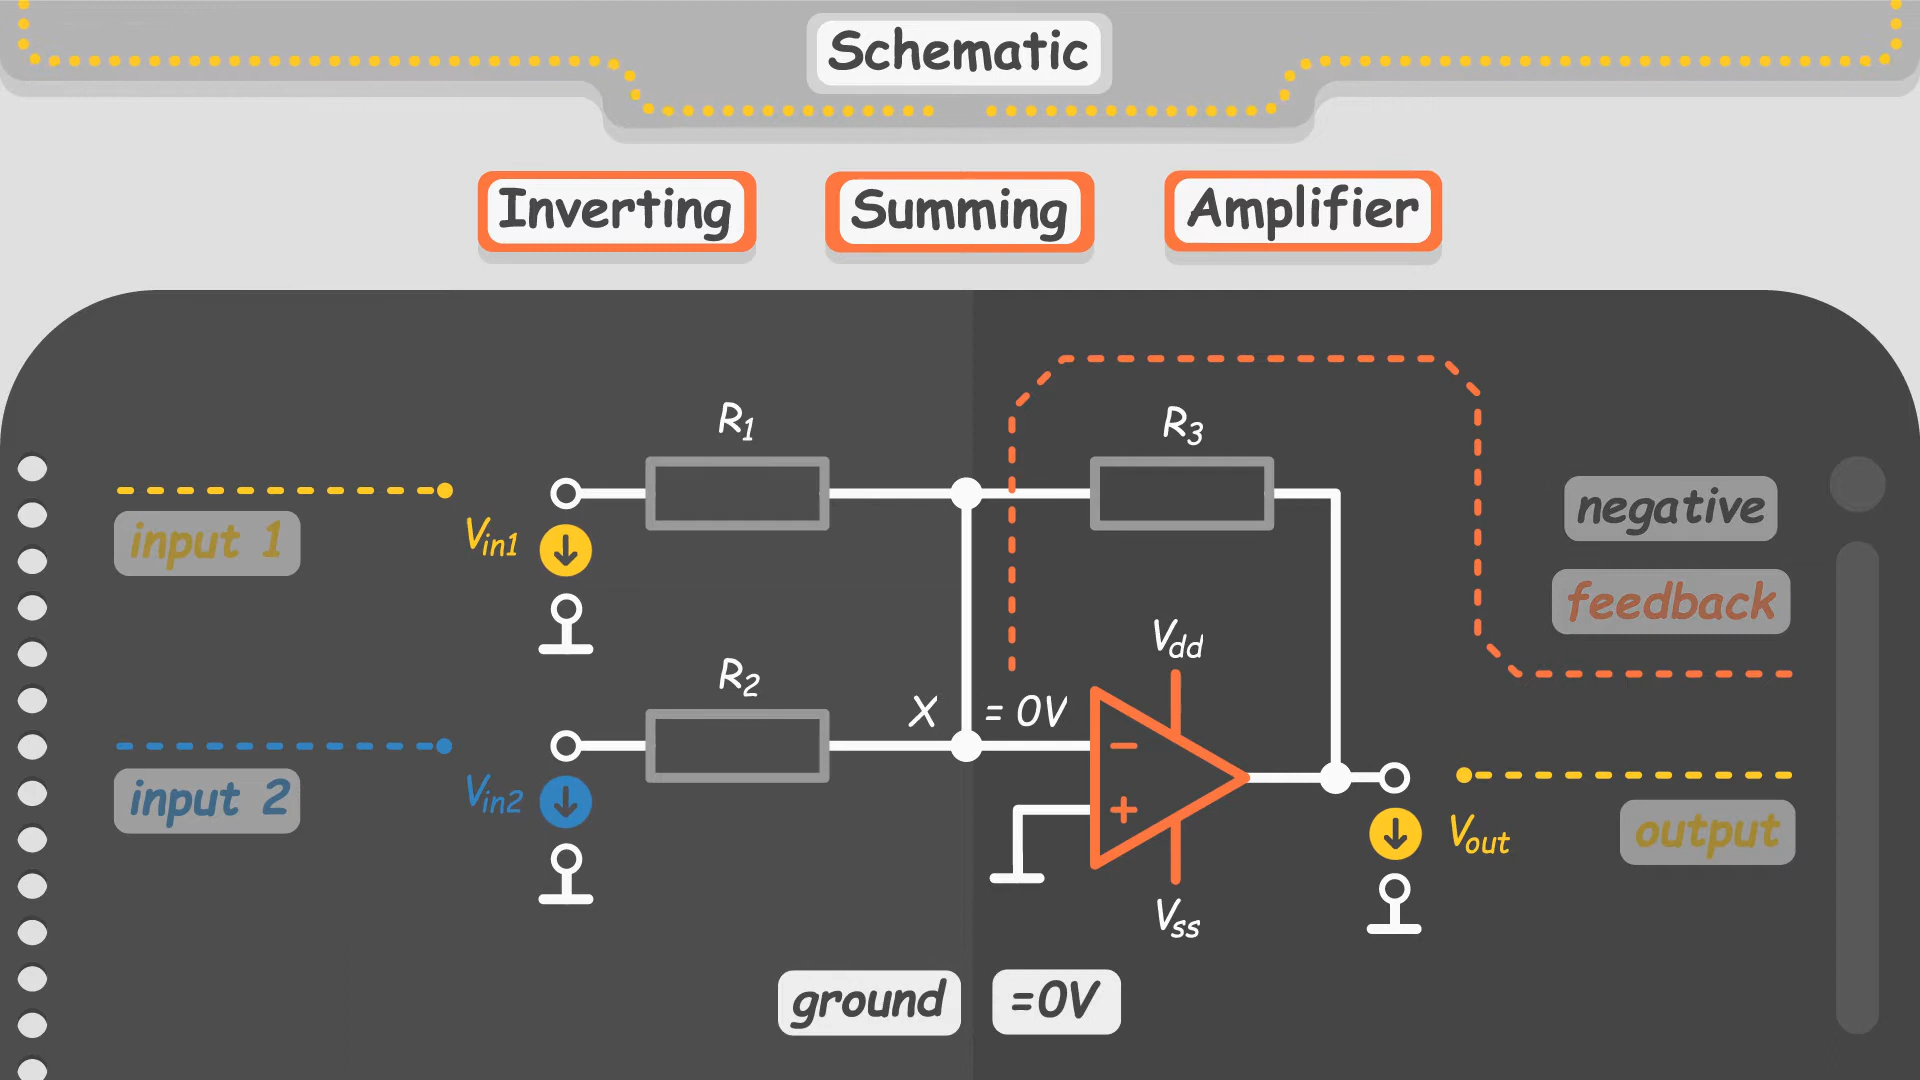 Schematic
Inverting Summing Amplifier
R1
R3
input 1
Vin1
negative
feedback
Vdd
R2
X = 0V
input 2
Vin2
−
+
Vout
output
Vss
ground =0V